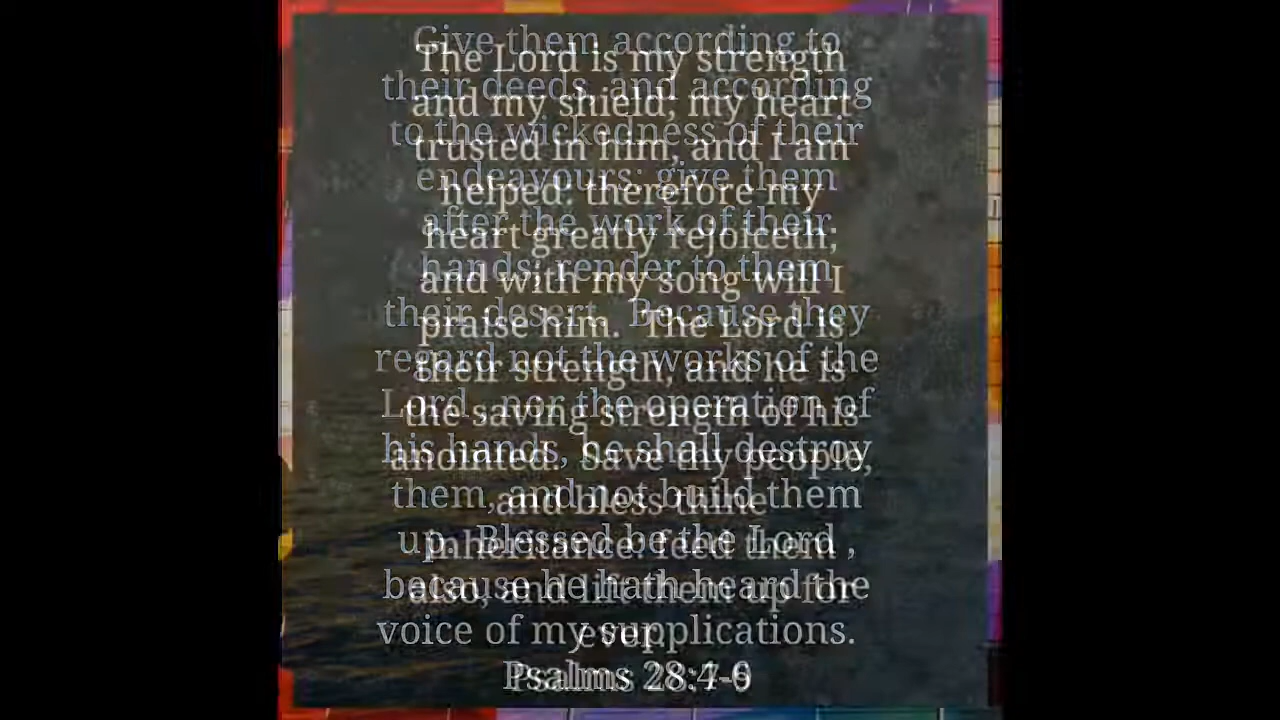 Give them according to
their deeds, and according
to the wickedness of their
endeavours: give them
after the work of their
hands; render to them
their desert. Because they
regard not the works of the
Lord , nor the operation of
his hands, he shall destroy
them, and not build them
up. Blessed be the Lord ,
because he hath heard the
voice of my supplications.
Psalms 28:4-6
The Lord is my strength
and my shield; my heart
trusted in him, and I am
helped: therefore my
heart greatly rejoiceth;
and with my song will I
praise him. The Lord is
their strength, and he is
the saving strength of his
anointed. Save thy people,
and bless thine
inheritance: feed them
also, and lift them up for
ever.
Psalms 28:7-9